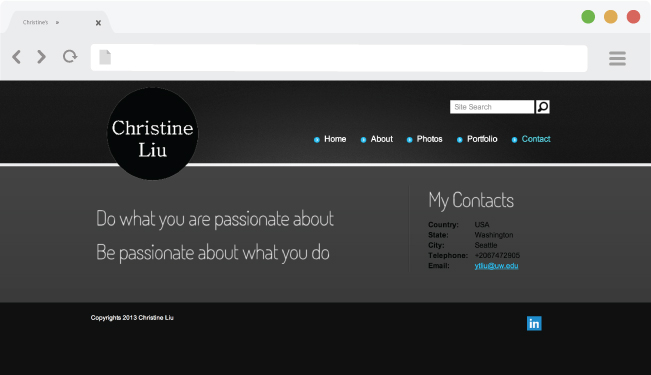 Christine's »
Site Search
Christine
Liu
Home About Photos Portfolio Contact
Do what you are passionate about
Be passionate about what you do
My Contacts
Country: USA
State: Washington
City: Seattle
Telephone: +2067472905
Email: ytliu@uw.edu
Copyrights 2013 Christine Liu
in